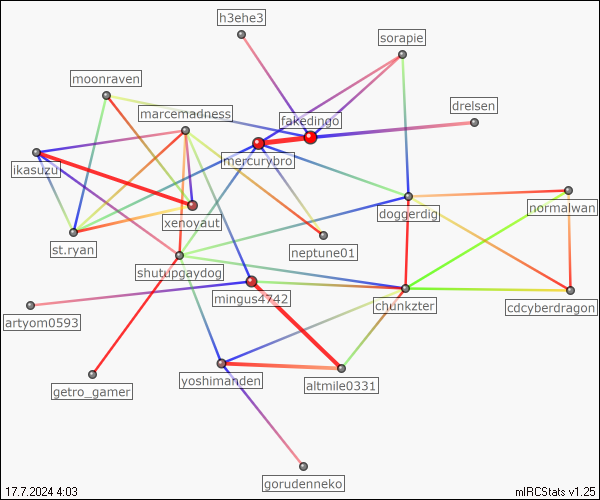 h3ehe3
sorapie
moonraven
drelsen
marcemadness
fakedingo
mercurybro
ikasuzu
xenoyaut
doggerdig
normalwan
st.ryan
neptune01
shutupgaydog
mingus4742
chunkzter
cdcyberdragon
artyom0593
yoshimanden
altmile0331
getro_gamer
gorudenneko
17.7.2024 4:03
mIRCStats v1.25